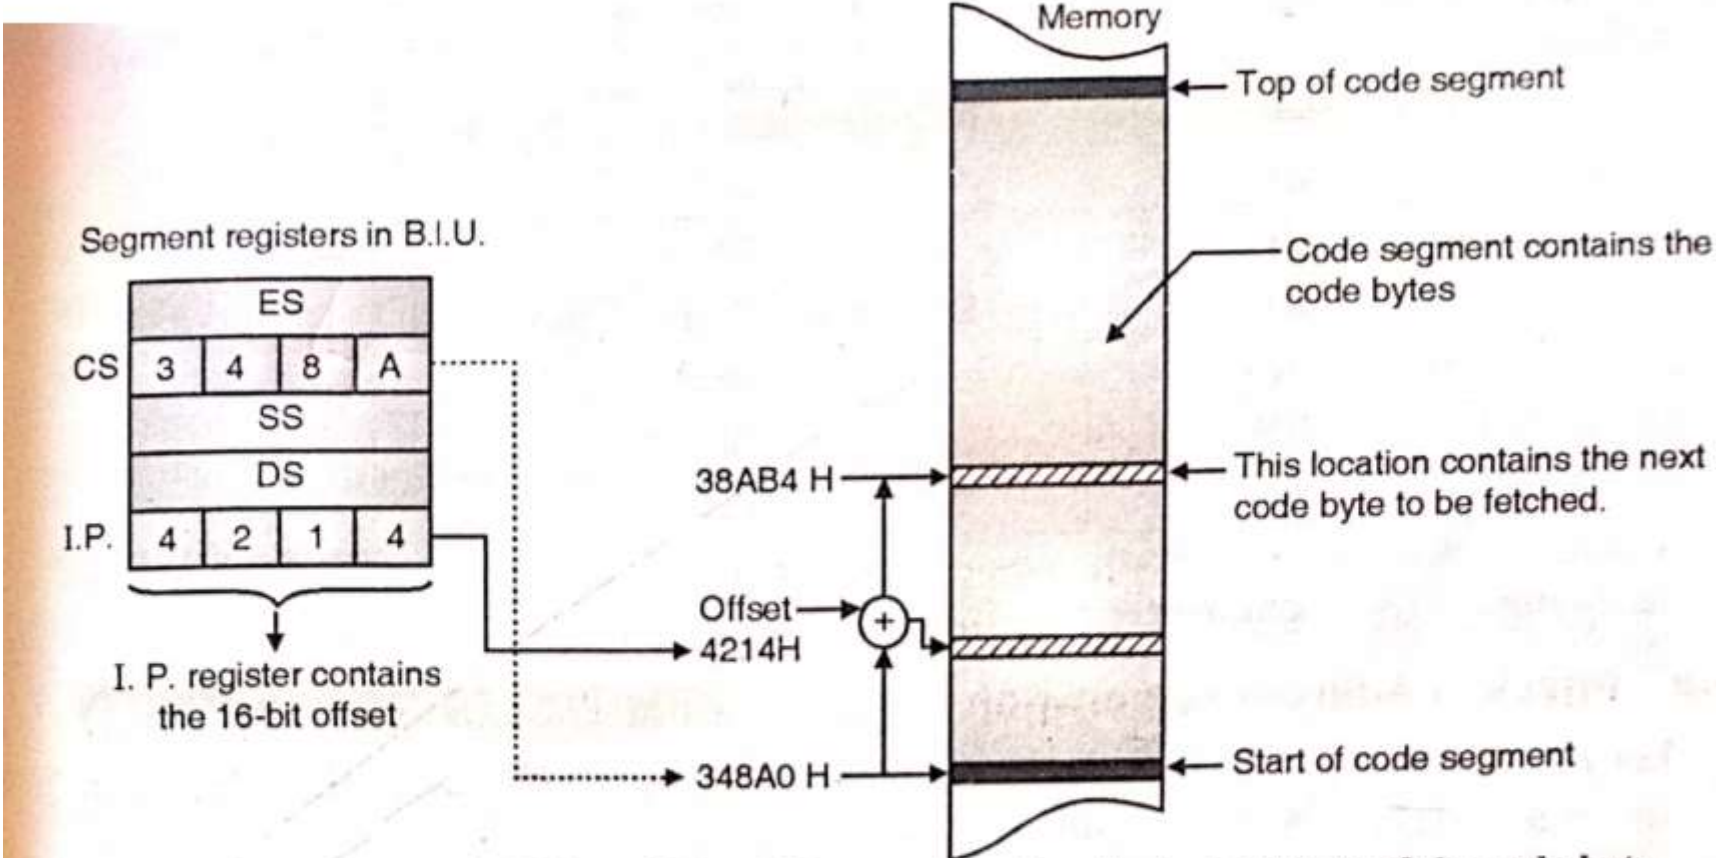 Memory
Top of code segment
Segment registers in B.I.U.
Code segment contains the
code bytes
ES
CS 3 4 8 A
SS
DS
I.P. 4 2 1 4
38AB4 H
This location contains the next
code byte to be fetched.
Offset
+
4214H
I. P. register contains
the 16-bit offset
348A0 H
Start of code segment